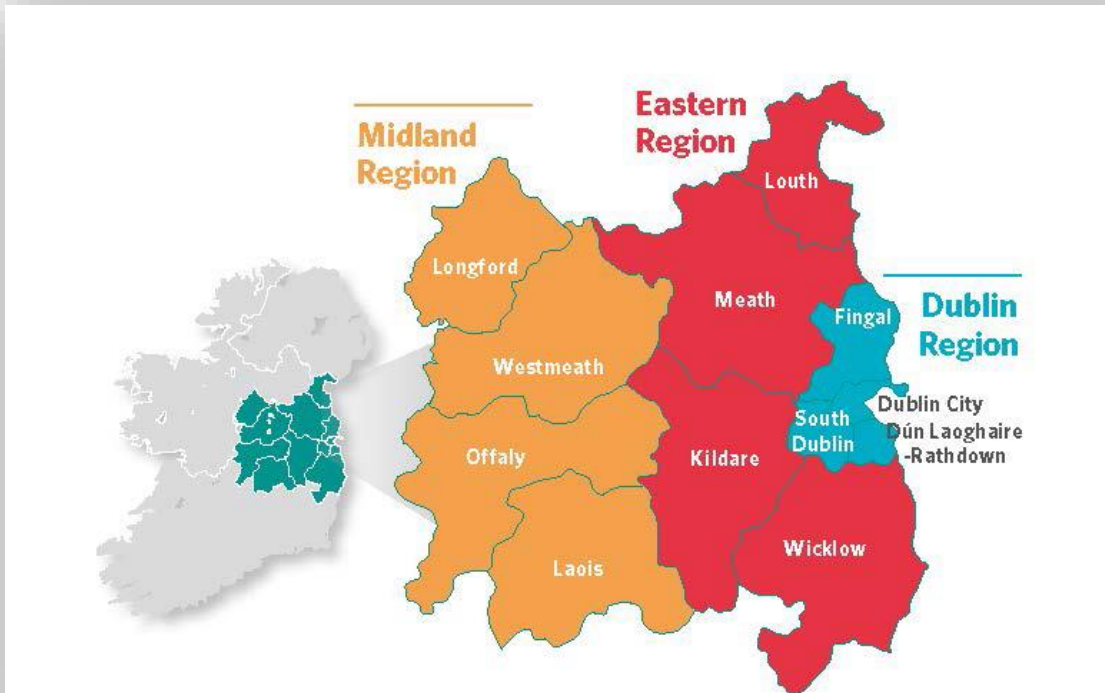 Midland
Region
Eastern
Region
Louth
Longford
Meath
Dublin
Region
Fingal
Westmeath
Dublin City
South
Dublin
Dún Laoghaire
-Rathdown
Offaly
Kildare
Wicklow
Laois